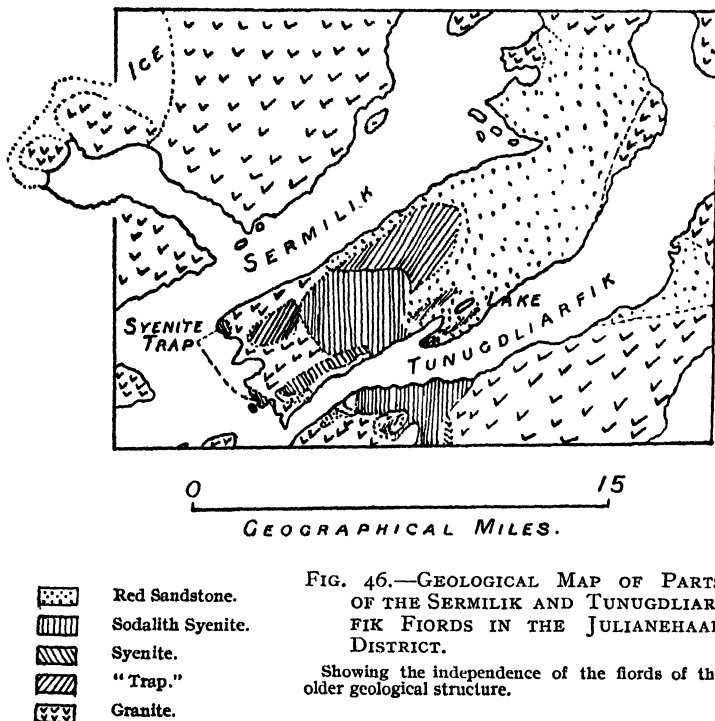 ICE
SERMILIK
SYENITE
TRAP
LAKE
TUNUGDLIARFIK
0 15
GEOGRAPHICAL MILES.
Red Sandstone.
Sodalith Syenite.
Syenite.
"Trap."
Granite.
FIG. 46.—GEOLOGICAL MAP OF PARTS
OF THE SERMILIK AND TUNUGDLIAR
FIK FIORDS IN THE JULIANEHAAB
DISTRICT.
Showing the independence of the fiords of th
older geological structure.